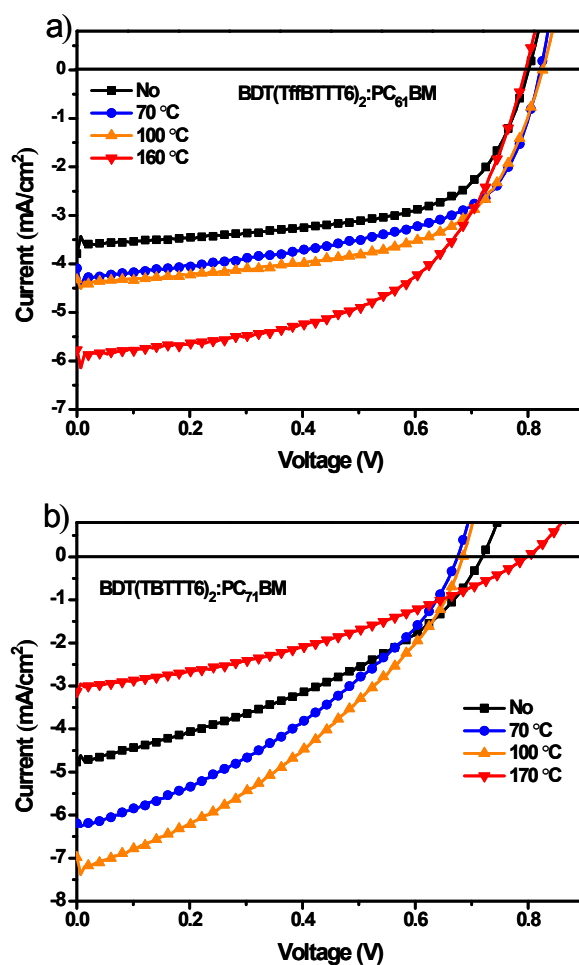 a)
0
-1
-2
-3
-4
-5
-6
-7
No
70 °C
100 °C
160 °C
BDT(TffBTTT6)₂:PC₆₁BM
Current (mA/cm²)
0.0 0.2 0.4 0.6 0.8
Voltage (V)
b)
0
-1
-2
-3
-4
-5
-6
-7
-8
BDT(TBTTT6)₂:PC₇₁BM
No
70 °C
100 °C
170 °C
Current (mA/cm²)
0.0 0.2 0.4 0.6 0.8
Voltage (V)